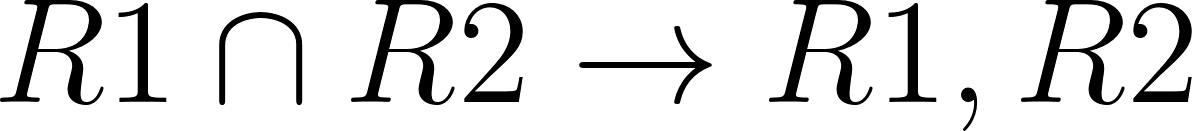 R1 ∩ R2 → R1, R2